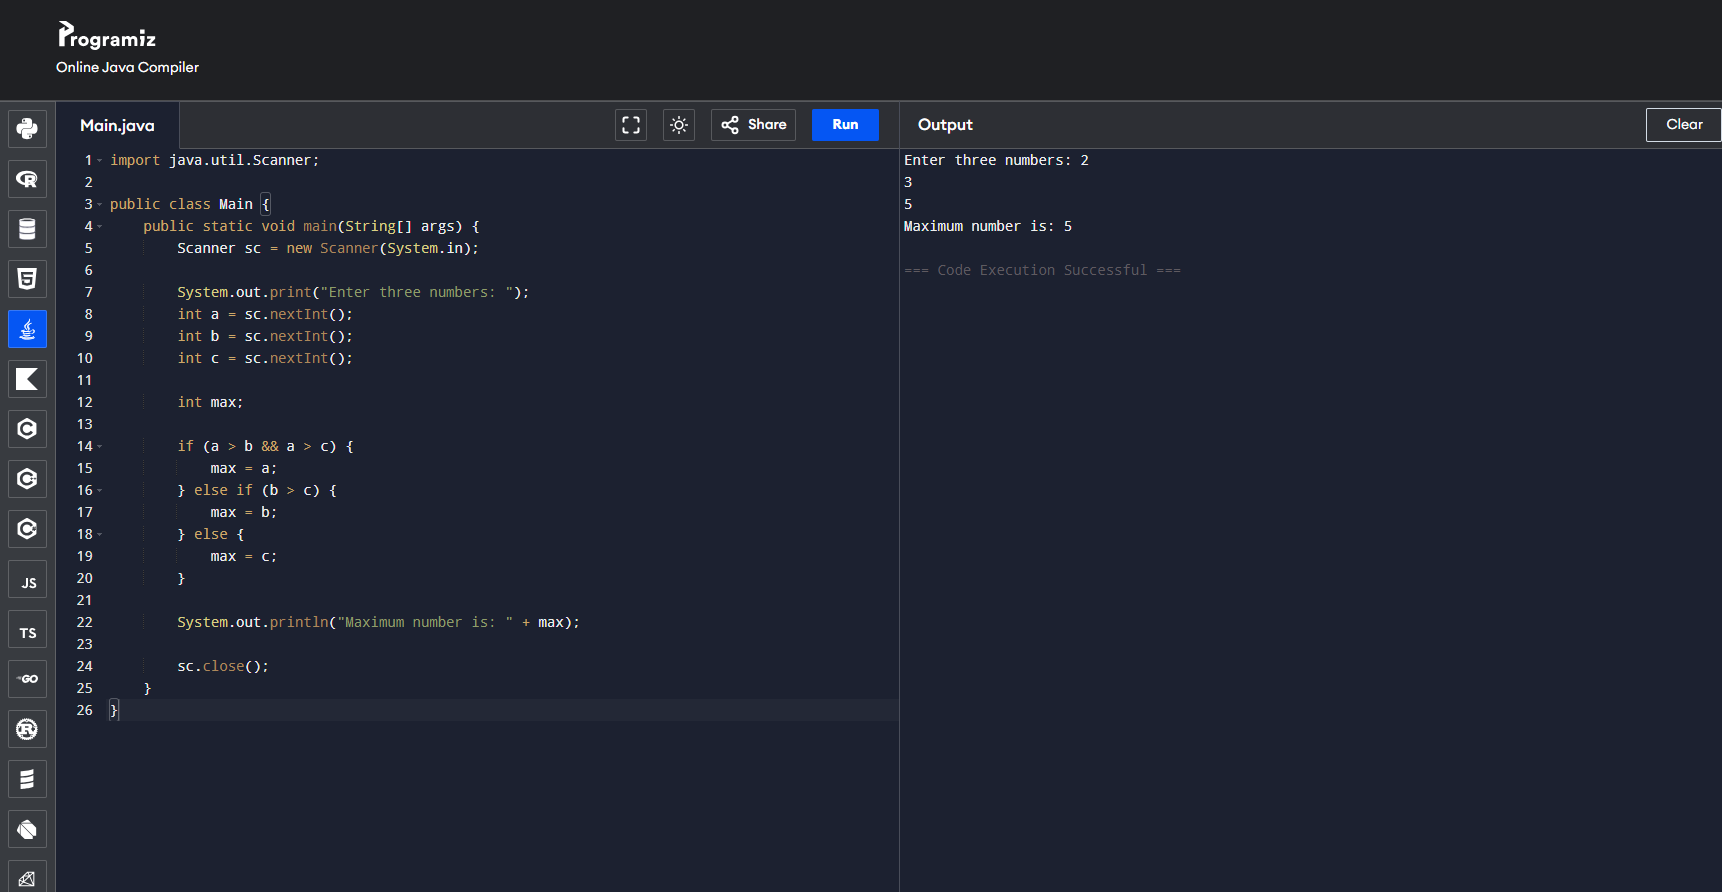 Programiz
Online Java Compiler
Main.java
Share
Run
Output
Clear
1 import java.util.Scanner;
2
3 public class Main {
4     public static void main(String[] args) {
5         Scanner sc = new Scanner(System.in);
6
7         System.out.print("Enter three numbers: ");
8         int a = sc.nextInt();
9         int b = sc.nextInt();
10         int c = sc.nextInt();
11
12         int max;
13
14         if (a > b && a > c) {
15             max = a;
16         } else if (b > c) {
17             max = b;
18         } else {
19             max = c;
20         }
21
22         System.out.println("Maximum number is: " + max);
23
24         sc.close();
25     }
26 }
Enter three numbers: 2
3
5
Maximum number is: 5
=== Code Execution Successful ===
JS
TS
GO